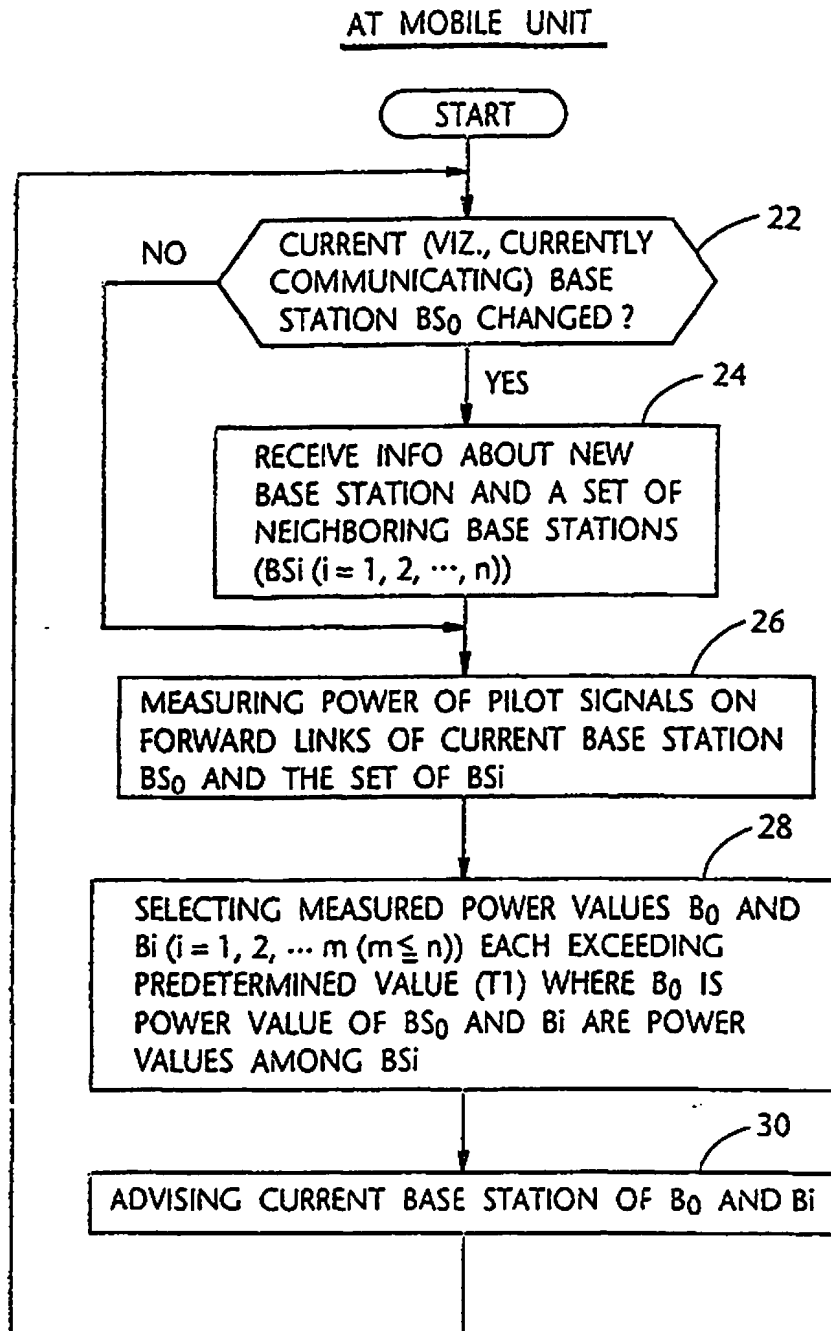 AT MOBILE UNIT
START
22
NO
CURRENT (VIZ., CURRENTLY
COMMUNICATING) BASE
STATION BS0 CHANGED ?
YES
24
RECEIVE INFO ABOUT NEW
BASE STATION AND A SET OF
NEIGHBORING BASE STATIONS
(BSi (i = 1, 2, ···, n))
26
MEASURING POWER OF PILOT SIGNALS ON
FORWARD LINKS OF CURRENT BASE STATION
BS0 AND THE SET OF BSi
28
SELECTING MEASURED POWER VALUES B0 AND
Bi (i = 1, 2, ··· m (m ≦ n)) EACH EXCEEDING
PREDETERMINED VALUE (T1) WHERE B0 IS
POWER VALUE OF BS0 AND Bi ARE POWER
VALUES AMONG BSi
30
ADVISING CURRENT BASE STATION OF B0 AND Bi